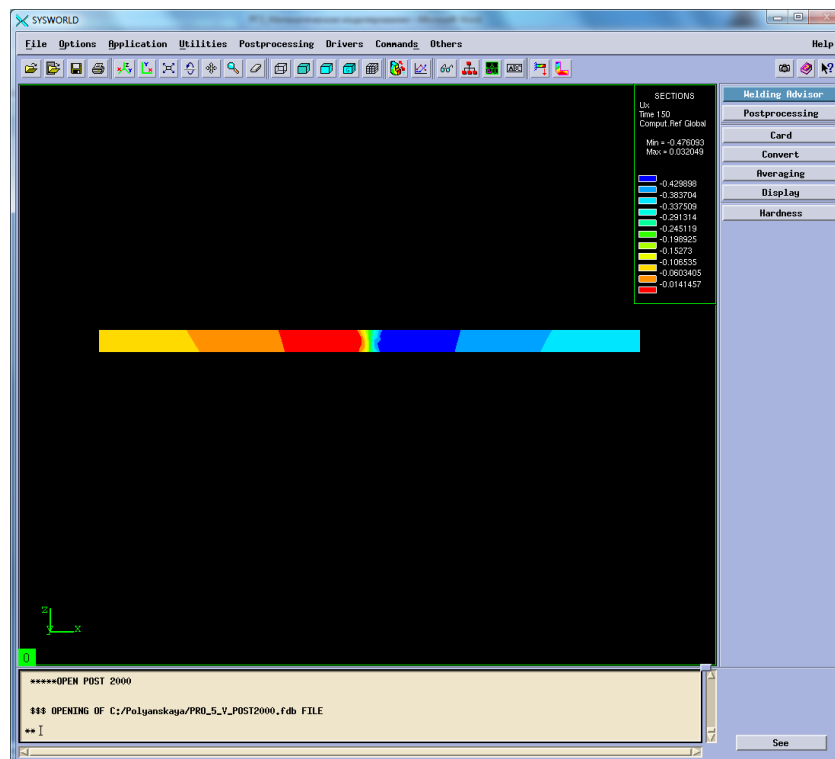 SYSWORLD
File Options Application Utilities Postprocessing Drivers Commands Others Help
SECTIONS
Ux
Time 150
Comput.Ref Global
Min = -0.476093
Max = 0.032049
-0.429898
-0.383704
-0.337509
-0.291314
-0.245119
-0.198925
-0.15273
-0.106535
-0.0603405
-0.0141457
Welding Advisor
Postprocessing
Card
Convert
Averaging
Display
Hardness
Z
Y X
0
*****OPEN POST 2000
$$$ OPENING OF C:/Polyanskaya/PRO_5_V_POST2000.fdb FILE
**
See